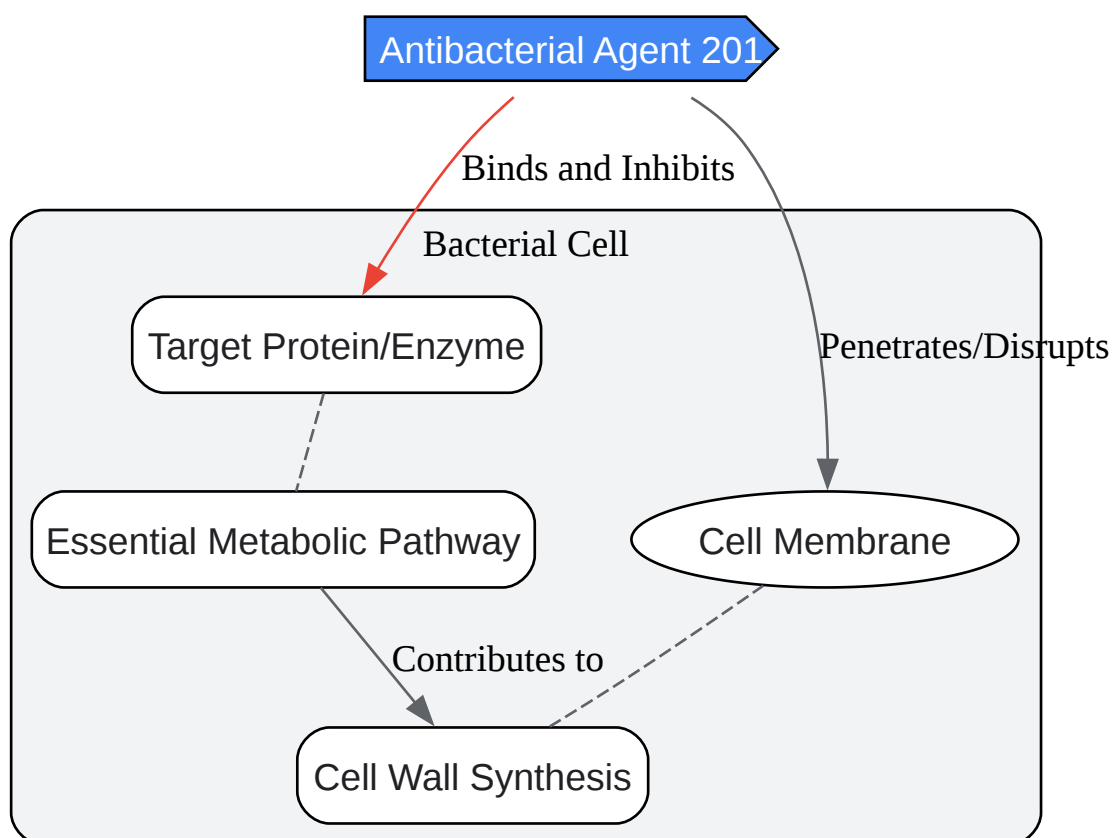 Antibacterial Agent 201
Binds and Inhibits
Bacterial Cell
Target Protein/Enzyme
Penetrates/Disrupts
Essential Metabolic Pathway
Cell Membrane
Contributes to
Cell Wall Synthesis